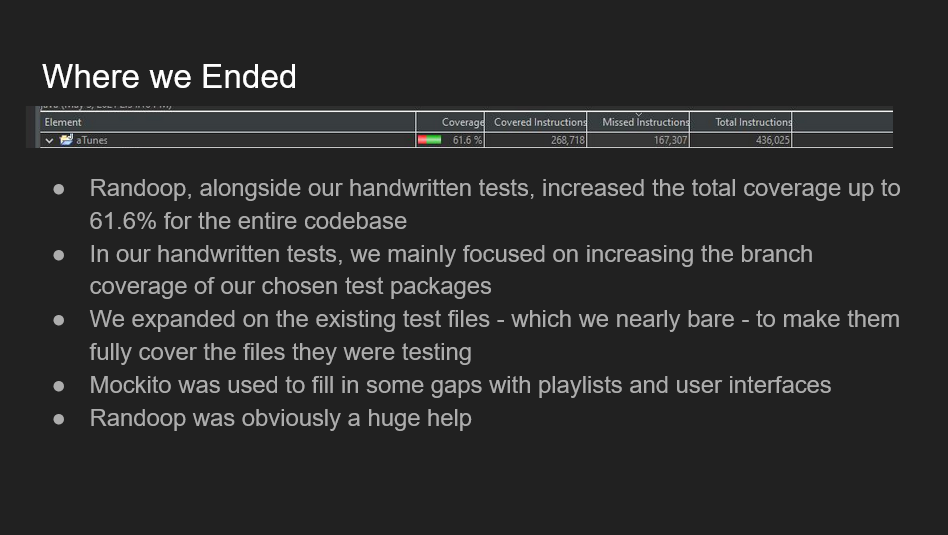 Where we Ended
Element Coverage Covered Instructions Missed Instructions Total Instructions
aTunes 61.6 % 268,718 167,307 436,025
● Randoop, alongside our handwritten tests, increased the total coverage up to
61.6% for the entire codebase
● In our handwritten tests, we mainly focused on increasing the branch
coverage of our chosen test packages
● We expanded on the existing test files - which we nearly bare - to make them
fully cover the files they were testing
● Mockito was used to fill in some gaps with playlists and user interfaces
● Randoop was obviously a huge help